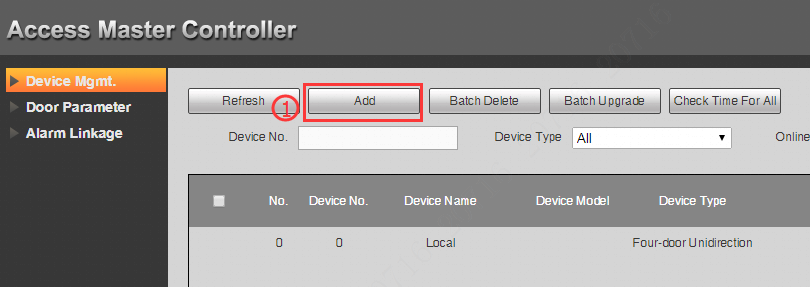 Access Master Controller
Device Mgmt.
Door Parameter
Alarm Linkage
Refresh ① Add Batch Delete Batch Upgrade Check Time For All
Device No. Device Type All Online
No. Device No. Device Name Device Model Device Type
0 0 Local Four-door Unidirection